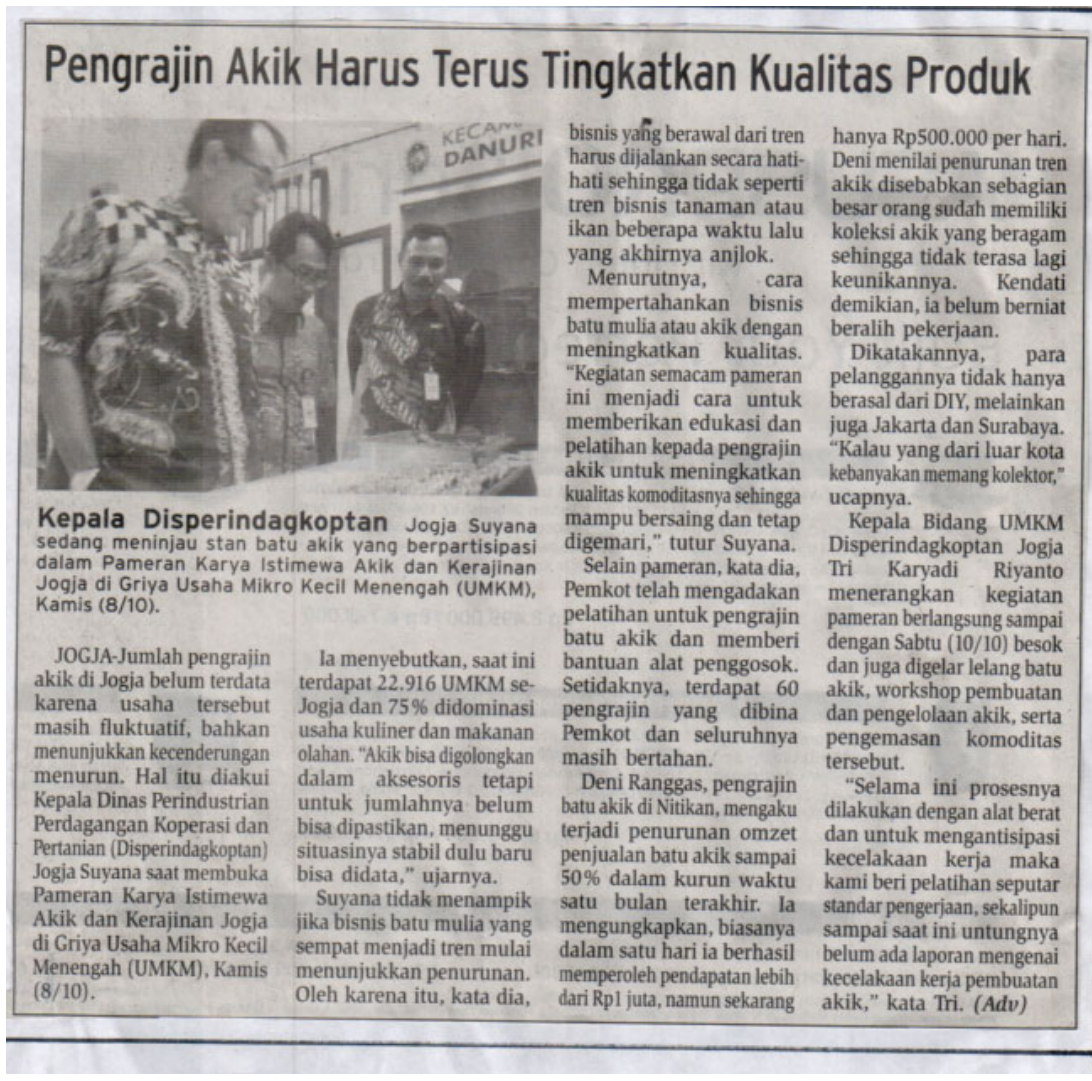 Pengrajin Akik Harus Terus Tingkatkan Kualitas Produk
KECAM
DANURE
Kepala Disperindagkoptan Jogja Suyana
sedang meninjau stan batu akik yang berpartisipasi
dalam Pameran Karya Istimewa Akik dan Kerajinan
Jogja di Griya Usaha Mikro Kecil Menengah (UMKM),
Kamis (8/10).
JOGJA-Jumlah pengrajin
akik di Jogja belum terdata
karena usaha tersebut
masih fluktuatif, bahkan
menunjukkan kecenderungan
menurun. Hal itu diakui
Kepala Dinas Perindustrian
Perdagangan Koperasi dan
Pertanian (Disperindagkoptan)
Jogja Suyana saat membuka
Pameran Karya Istimewa
Akik dan Kerajinan Jogja
di Griya Usaha Mikro Kecil
Menengah (UMKM), Kamis
(8/10).
Ia menyebutkan, saat ini
terdapat 22.916 UMKM se-
Jogja dan 75% didominasi
usaha kuliner dan makanan
olahan. “Akik bisa digolongkan
dalam aksesoris tetapi
untuk jumlahnya belum
bisa dipastikan, menunggu
situasinya stabil dulu baru
bisa didata,” ujarnya.
Suyana tidak menampik
jika bisnis batu mulia yang
sempat menjadi tren mulai
menunjukkan penurunan.
Oleh karena itu, kata dia,
bisnis yang berawal dari tren
harus dijalankan secara hati-
hati sehingga tidak seperti
tren bisnis tanaman atau
ikan beberapa waktu lalu
yang akhirnya anjlok.
Menurutnya, cara
mempertahankan bisnis
batu mulia atau akik dengan
meningkatkan kualitas.
“Kegiatan semacam pameran
ini menjadi cara untuk
memberikan edukasi dan
pelatihan kepada pengrajin
akik untuk meningkatkan
kualitas komoditasnya sehingga
mampu bersaing dan tetap
digemari,” tutur Suyana.
Selain pameran, kata dia,
Pemkot telah mengadakan
pelatihan untuk pengrajin
batu akik dan memberi
bantuan alat penggosok.
Setidaknya, terdapat 60
pengrajin yang dibina
Pemkot dan seluruhnya
masih bertahan.
Deni Ranggas, pengrajin
batu akik di Nitikan, mengaku
terjadi penurunan omzet
penjualan batu akik sampai
50% dalam kurun waktu
satu bulan terakhir. Ia
mengungkapkan, biasanya
dalam satu hari ia berhasil
memperoleh pendapatan lebih
dari Rp1 juta, namun sekarang
hanya Rp500.000 per hari.
Deni menilai penurunan tren
akik disebabkan sebagian
besar orang sudah memiliki
koleksi akik yang beragam
sehingga tidak terasa lagi
keunikannya. Kendati
demikian, ia belum berniat
beralih pekerjaan.
Dikatakannya, para
pelanggannya tidak hanya
berasal dari DIY, melainkan
juga Jakarta dan Surabaya.
“Kalau yang dari luar kota
kebanyakan memang kolektor,”
ucapnya.
Kepala Bidang UMKM
Disperindagkoptan Jogja
Tri Karyadi Riyanto
menerangkan kegiatan
pameran berlangsung sampai
dengan Sabtu (10/10) besok
dan juga digelar lelang batu
akik, workshop pembuatan
dan pengelolaan akik, serta
pengemasan komoditas
tersebut.
“Selama ini prosesnya
dilakukan dengan alat berat
dan untuk mengantisipasi
kecelakaan kerja maka
kami beri pelatihan seputar
standar pengerjaan, sekalipun
sampai saat ini untungnya
belum ada laporan mengenai
kecelakaan kerja pembuatan
akik,” kata Tri. (Adv)